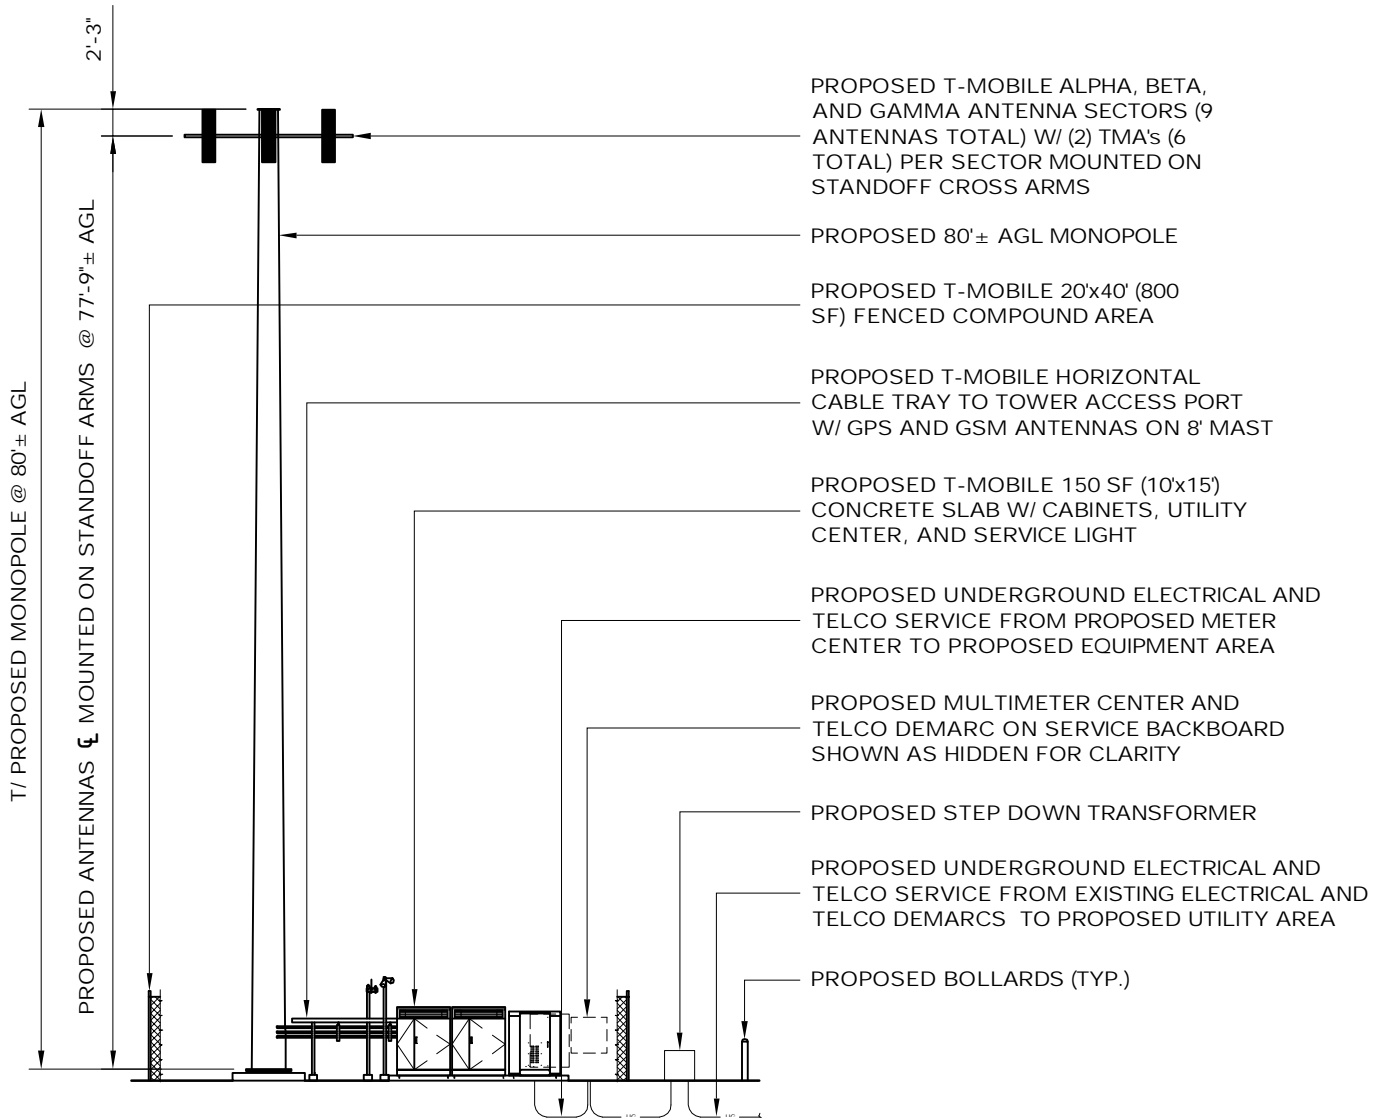 2'-3"
T/ PROPOSED MONOPOLE @ 80'± AGL
PROPOSED ANTENNAS ℄ MOUNTED ON STANDOFF ARMS @ 77'-9"± AGL
PROPOSED T-MOBILE ALPHA, BETA,
AND GAMMA ANTENNA SECTORS (9
ANTENNAS TOTAL) W/ (2) TMA's (6
TOTAL) PER SECTOR MOUNTED ON
STANDOFF CROSS ARMS
PROPOSED 80'± AGL MONOPOLE
PROPOSED T-MOBILE 20'x40' (800
SF) FENCED COMPOUND AREA
PROPOSED T-MOBILE HORIZONTAL
CABLE TRAY TO TOWER ACCESS PORT
W/ GPS AND GSM ANTENNAS ON 8' MAST
PROPOSED T-MOBILE 150 SF (10'x15')
CONCRETE SLAB W/ CABINETS, UTILITY
CENTER, AND SERVICE LIGHT
PROPOSED UNDERGROUND ELECTRICAL AND
TELCO SERVICE FROM PROPOSED METER
CENTER TO PROPOSED EQUIPMENT AREA
PROPOSED MULTIMETER CENTER AND
TELCO DEMARC ON SERVICE BACKBOARD
SHOWN AS HIDDEN FOR CLARITY
PROPOSED STEP DOWN TRANSFORMER
PROPOSED UNDERGROUND ELECTRICAL AND
TELCO SERVICE FROM EXISTING ELECTRICAL AND
TELCO DEMARCS TO PROPOSED UTILITY AREA
PROPOSED BOLLARDS (TYP.)